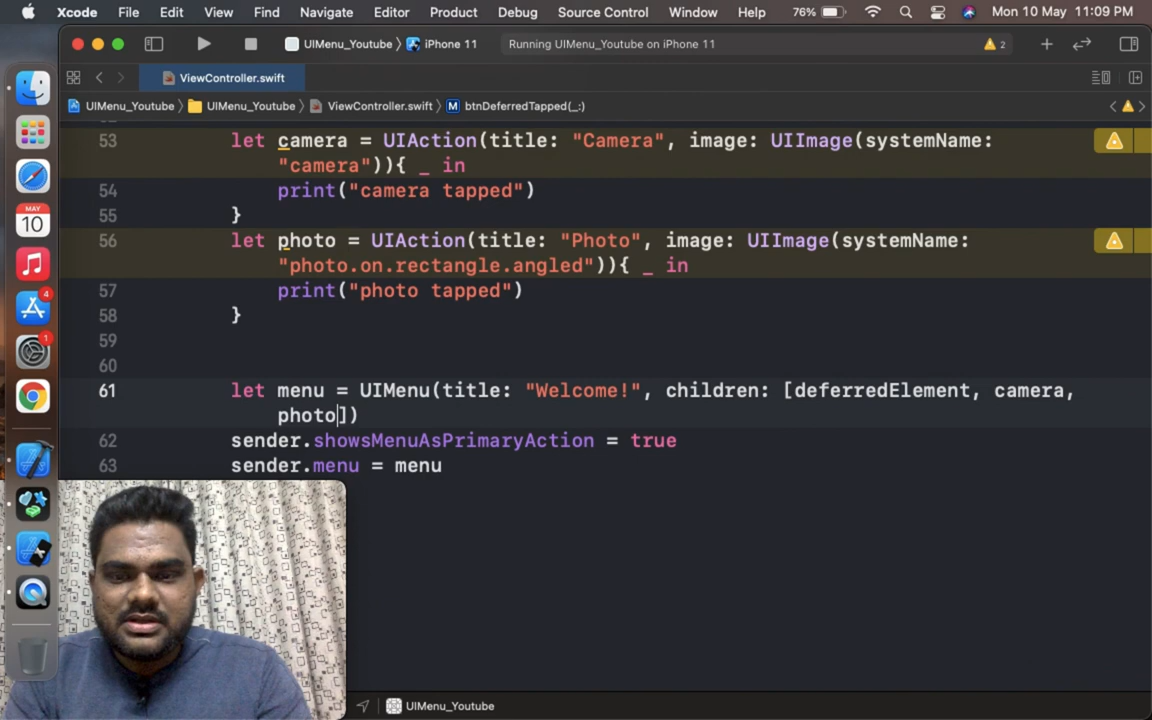 Xcode File Edit View Find Navigate Editor Product Debug Source Control Window Help 76% Mon 10 May 11:09 PM
UIMenu_Youtube iPhone 11 Running UIMenu_Youtube on iPhone 11 2
ViewController.swift
UIMenu_Youtube UIMenu_Youtube ViewController.swift M btnDeferredTapped(_:)
53 let camera = UIAction(title: "Camera", image: UIImage(systemName:
"camera")){ _ in
54 print("camera tapped")
55 }
56 let photo = UIAction(title: "Photo", image: UIImage(systemName:
"photo.on.rectangle.angled")){ _ in
57 print("photo tapped")
58 }
59
60
61 let menu = UIMenu(title: "Welcome!", children: [deferredElement, camera,
photo])
62 sender.showsMenuAsPrimaryAction = true
63 sender.menu = menu
MAY
10
4
1
UIMenu_Youtube